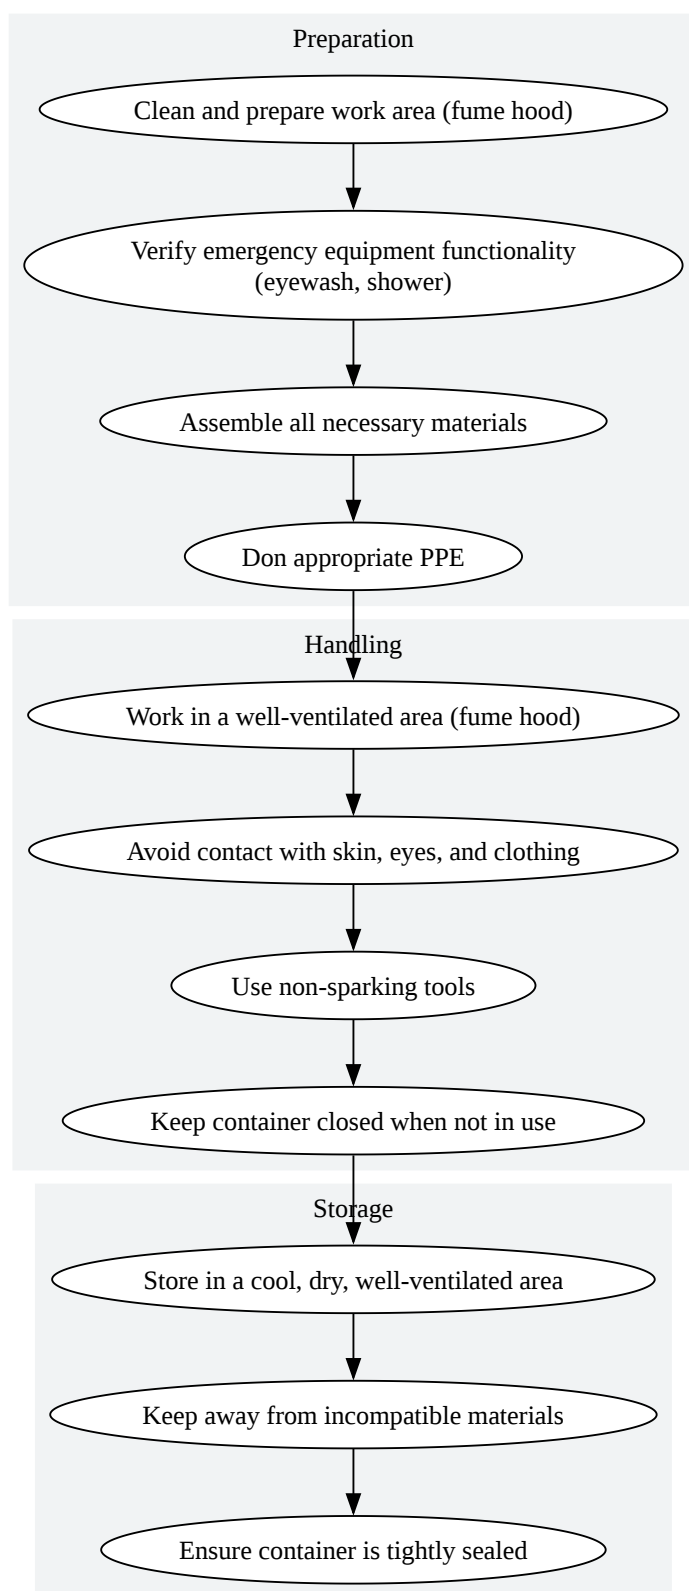 Preparation
Clean and prepare work area (fume hood)
Verify emergency equipment functionality
(eyewash, shower)
Assemble all necessary materials
Don appropriate PPE
Handling
Work in a well-ventilated area (fume hood)
Avoid contact with skin, eyes, and clothing
Use non-sparking tools
Keep container closed when not in use
Storage
Store in a cool, dry, well-ventilated area
Keep away from incompatible materials
Ensure container is tightly sealed